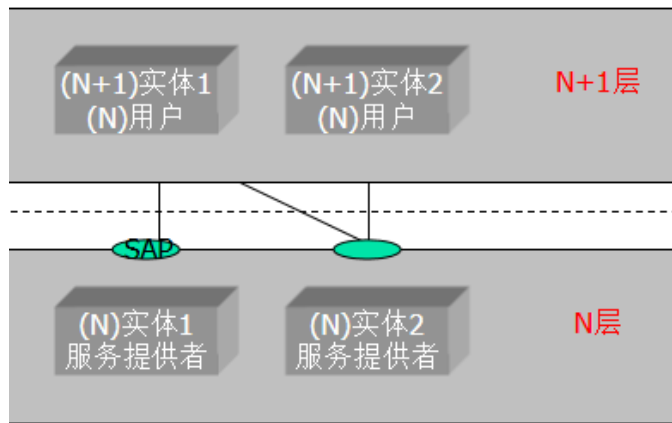 (N+1)实体1
(N)用户
(N+1)实体2
(N)用户
N+1层
SAP
(N)实体1
服务提供者
(N)实体2
服务提供者
N层